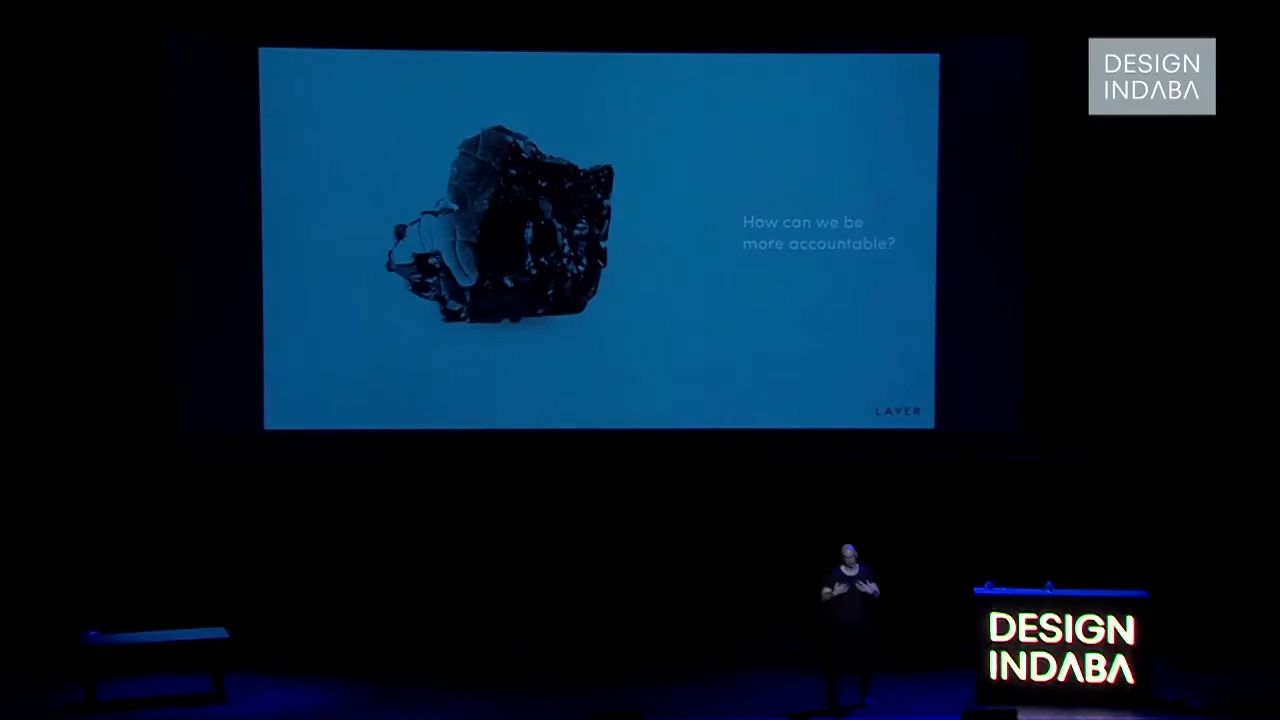 DESIGN
INDABA
How can we be
more accountable?
LAYER
DESIGN
INDABA